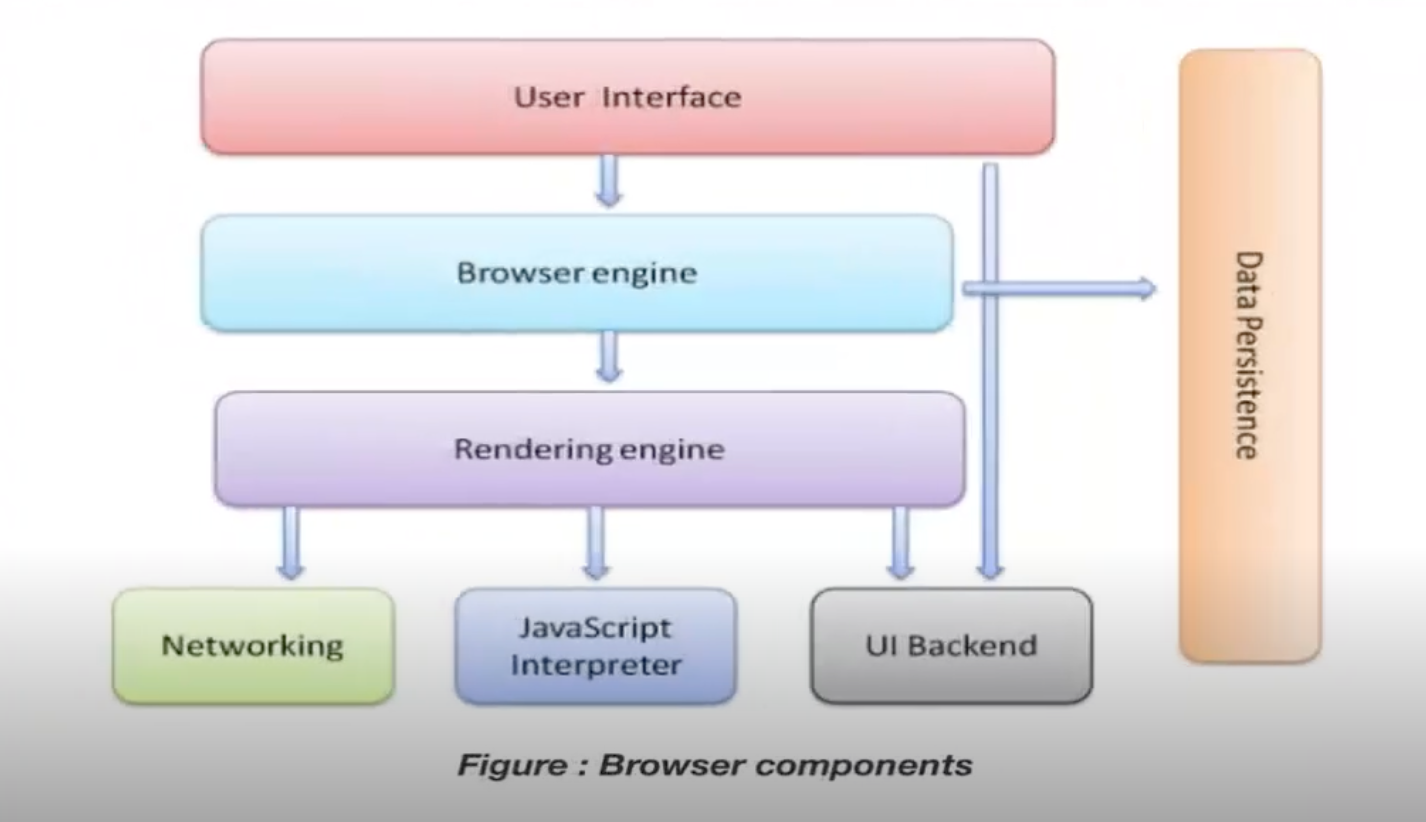 User Interface
Browser engine
Rendering engine
Data Persistence
Networking
JavaScript
Interpreter
UI Backend
Figure : Browser components